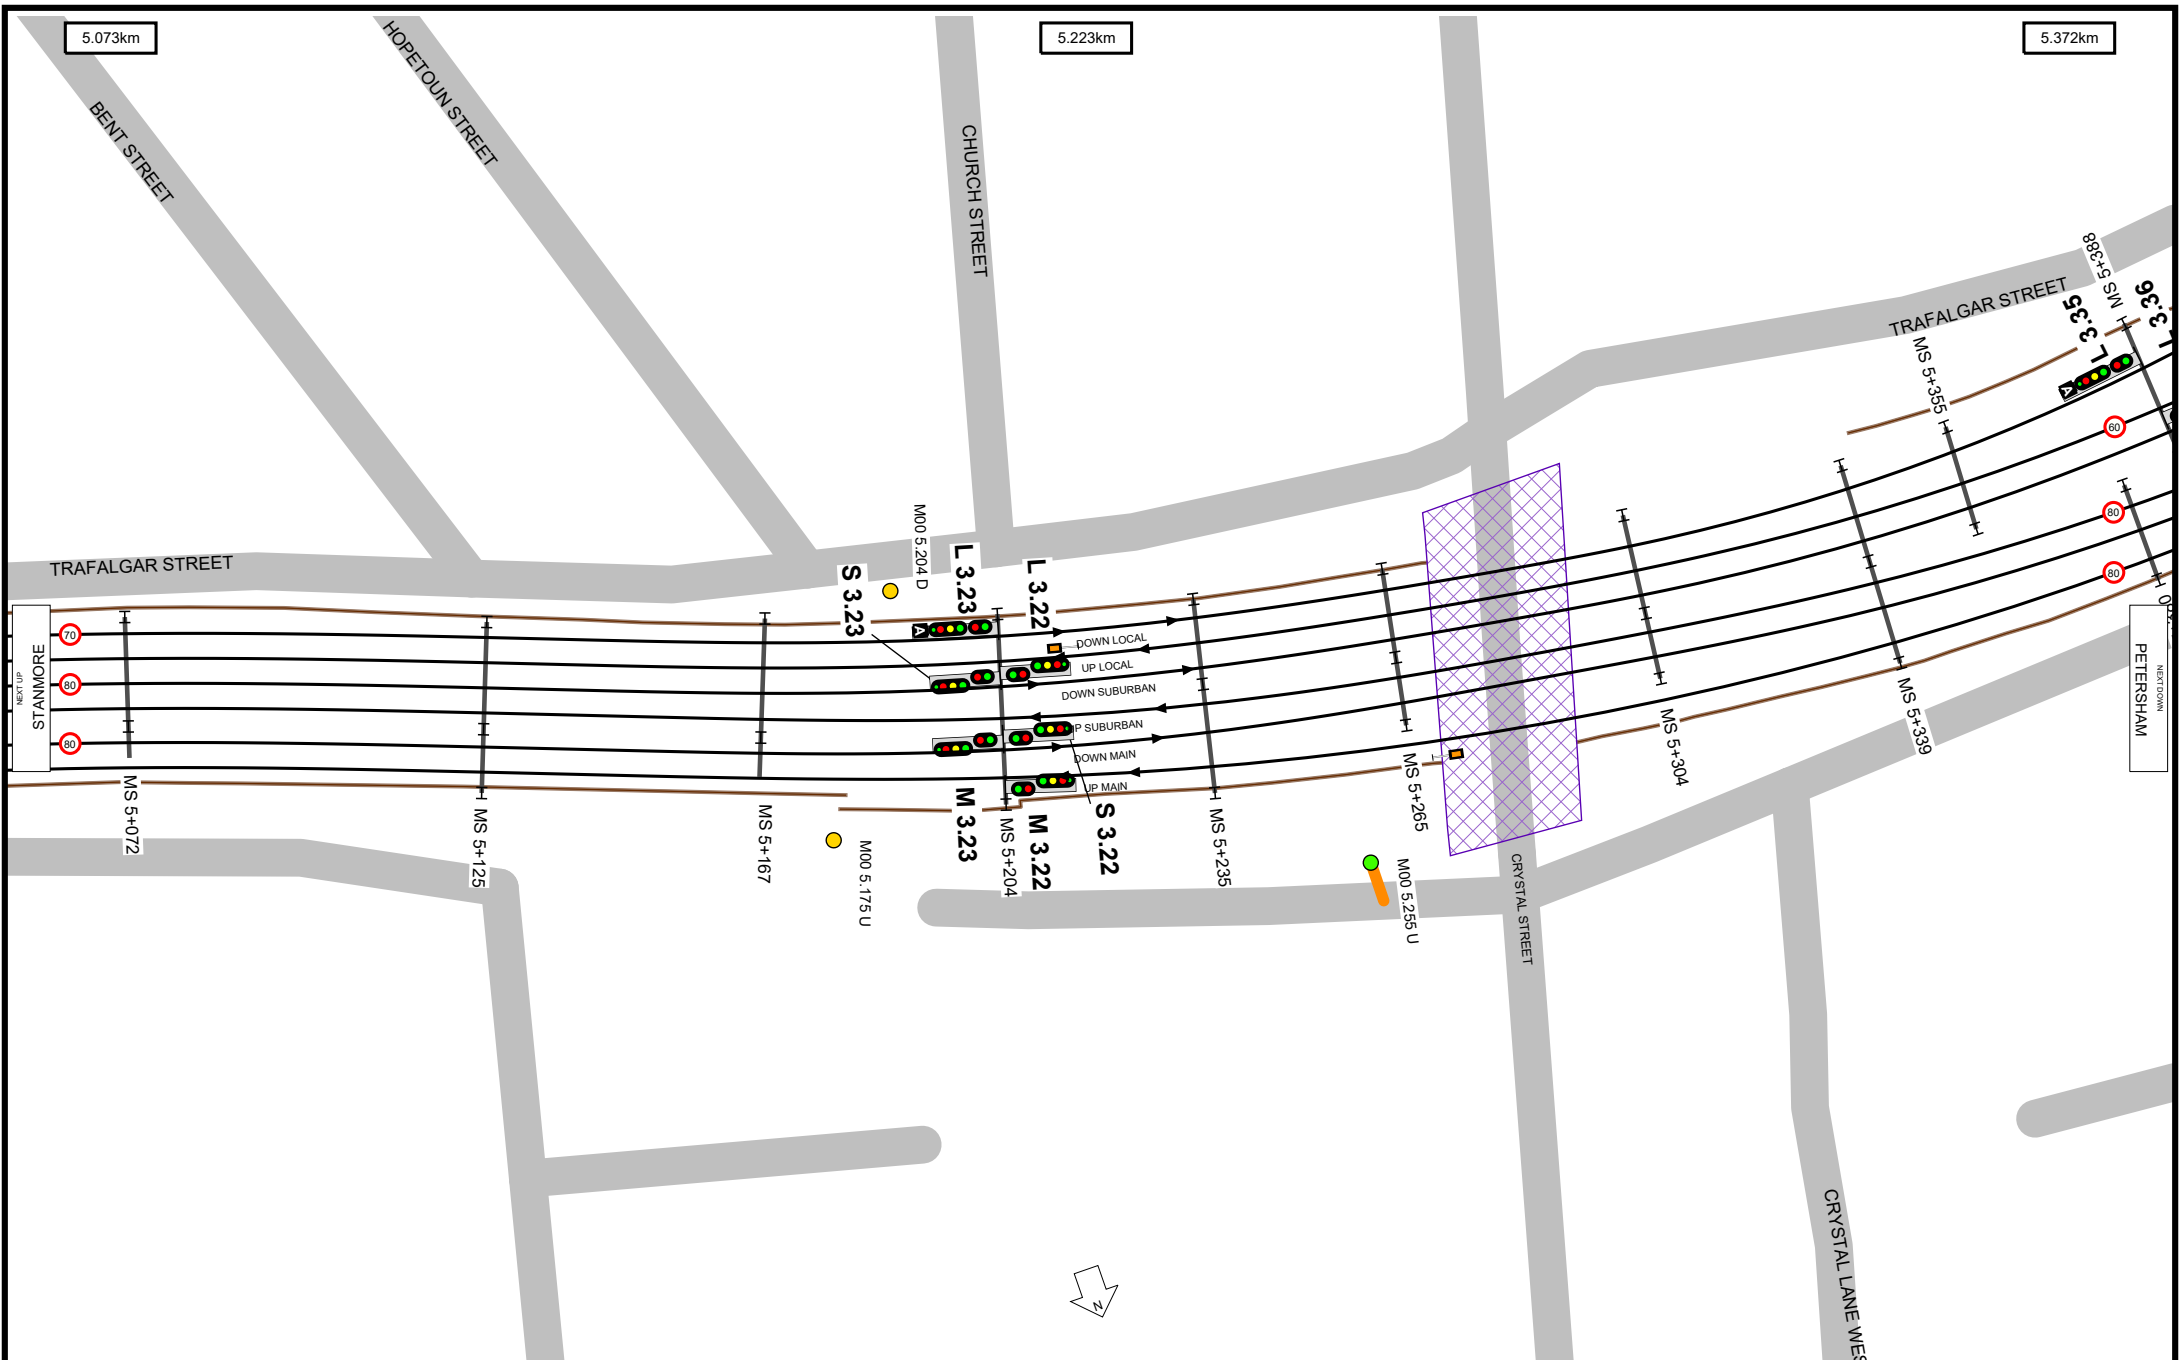 5.073km
5.223km
5.372km
BENT STREET
HOPETOUN STREET
CHURCH STREET
TRAFALGAR STREET
TRAFALGAR STREET
MS 5+388
L 3.35
3.36
MS 5+355
60
80
80
M00 5.204 D
S 3.23
L 3.23
L 3.22
A
A
70
80
80
NEXT UP
STANMORE
DOWN LOCAL
UP LOCAL
DOWN SUBURBAN
UP SUBURBAN
DOWN MAIN
UP MAIN
NEXT DOWN
PETERSHAM
MS 5+072
MS 5+125
MS 5+167
M00 5.175 U
M 3.23
MS 5+204
M 3.22
S 3.22
MS 5+235
MS 5+265
M00 5.255 U
MS 5+304
MS 5+339
CRYSTAL STREET
CRYSTAL LANE WES
N